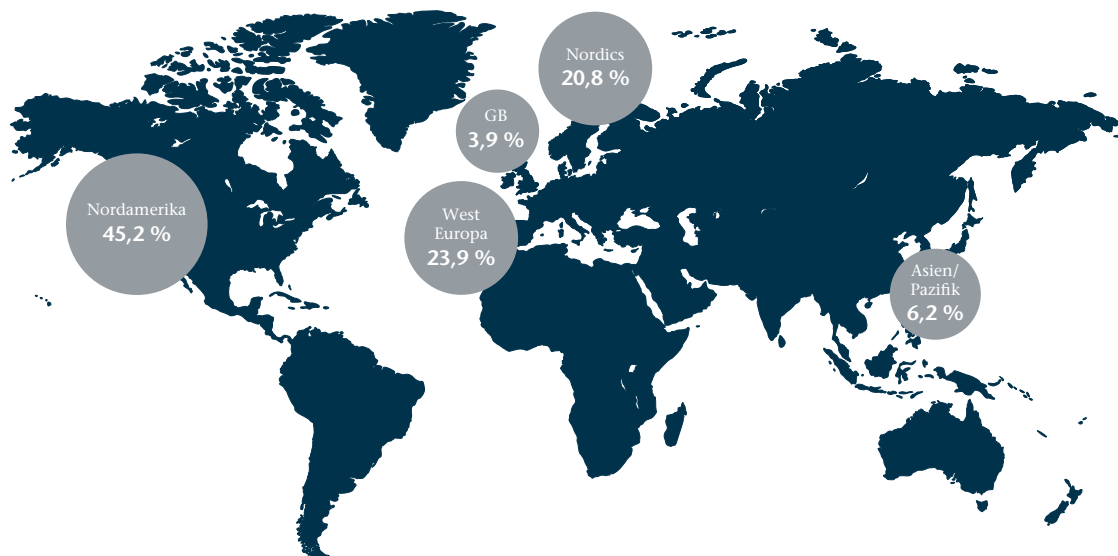 Nordics
20,8 %
GB
3,9 %
Nordamerika
45,2 %
West
Europa
23,9 %
Asien/
Pazifik
6,2 %